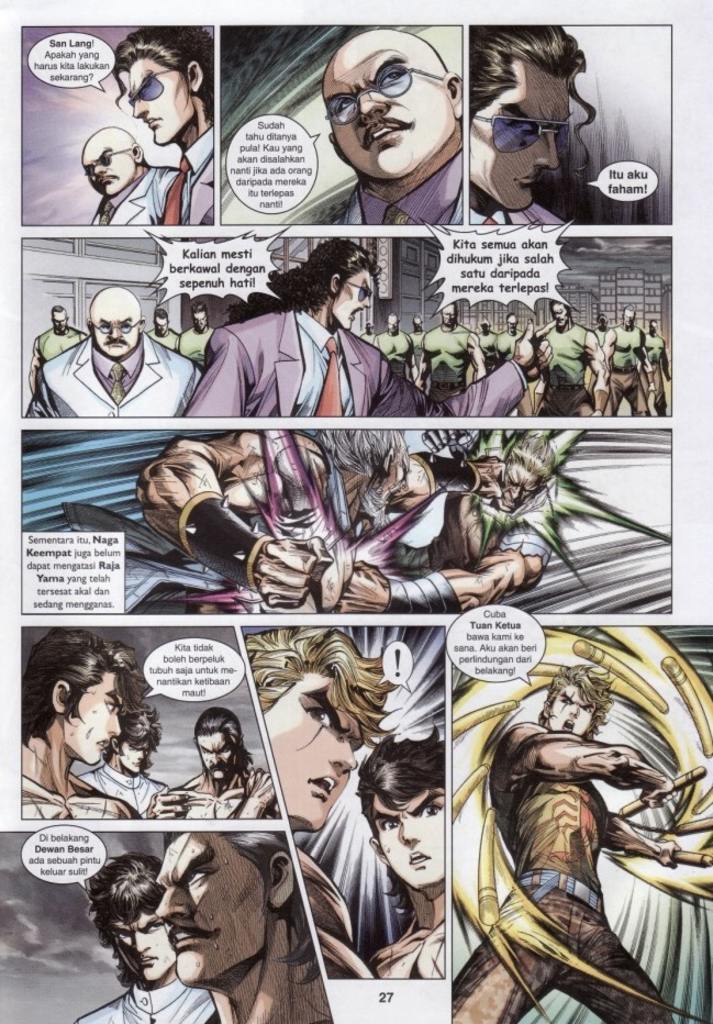 San Lang!
Apakah yang
harus kita lakukan
sekarang?
Sudah
tahu ditanya
pula! Kau yang
akan disalahkan
nanti jika ada orang
daripada mereka
itu terlepas
nanti!
Itu aku
faham!
Kalian mesti
berkawal dengan
sepenuh hati!
Kita semua akan
dihukum jika salah
satu daripada
mereka terlepas!
Sementara itu, Naga
Keempat juga belum
dapat mengatasi Raja
Yama yang telah
tersesat akal dan
sedang mengganas.
Kita tidak
boleh berpeluk
tubuh saja untuk me-
nantikan ketibaan
maut!
!
Cuba
Tuan Ketua
bawa kami ke
sana. Aku akan beri
perlindungan dari
belakang!
Di belakang
Dewan Besar
ada sebuah pintu
keluar sulit!
27